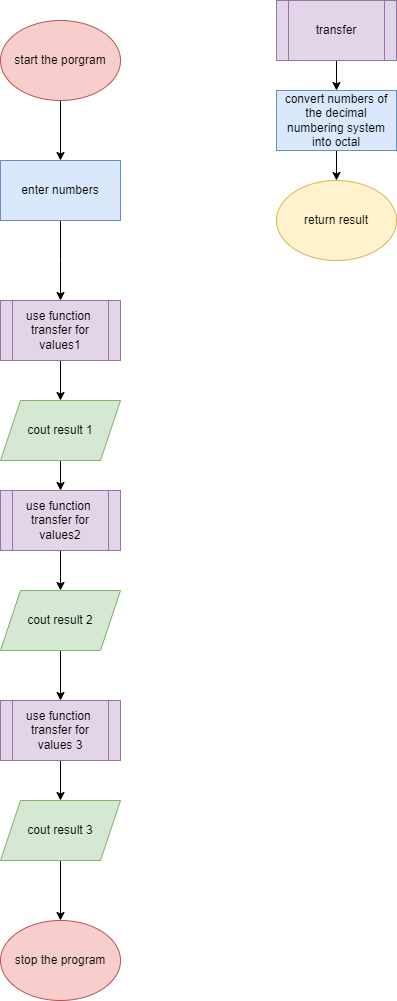 start the porgram
enter numbers
use function
transfer for
values1
cout result 1
use function
transfer for
values2
cout result 2
use function
transfer for
values 3
cout result 3
stop the program
transfer
convert numbers of
the decimal
numbering system
into octal
return result